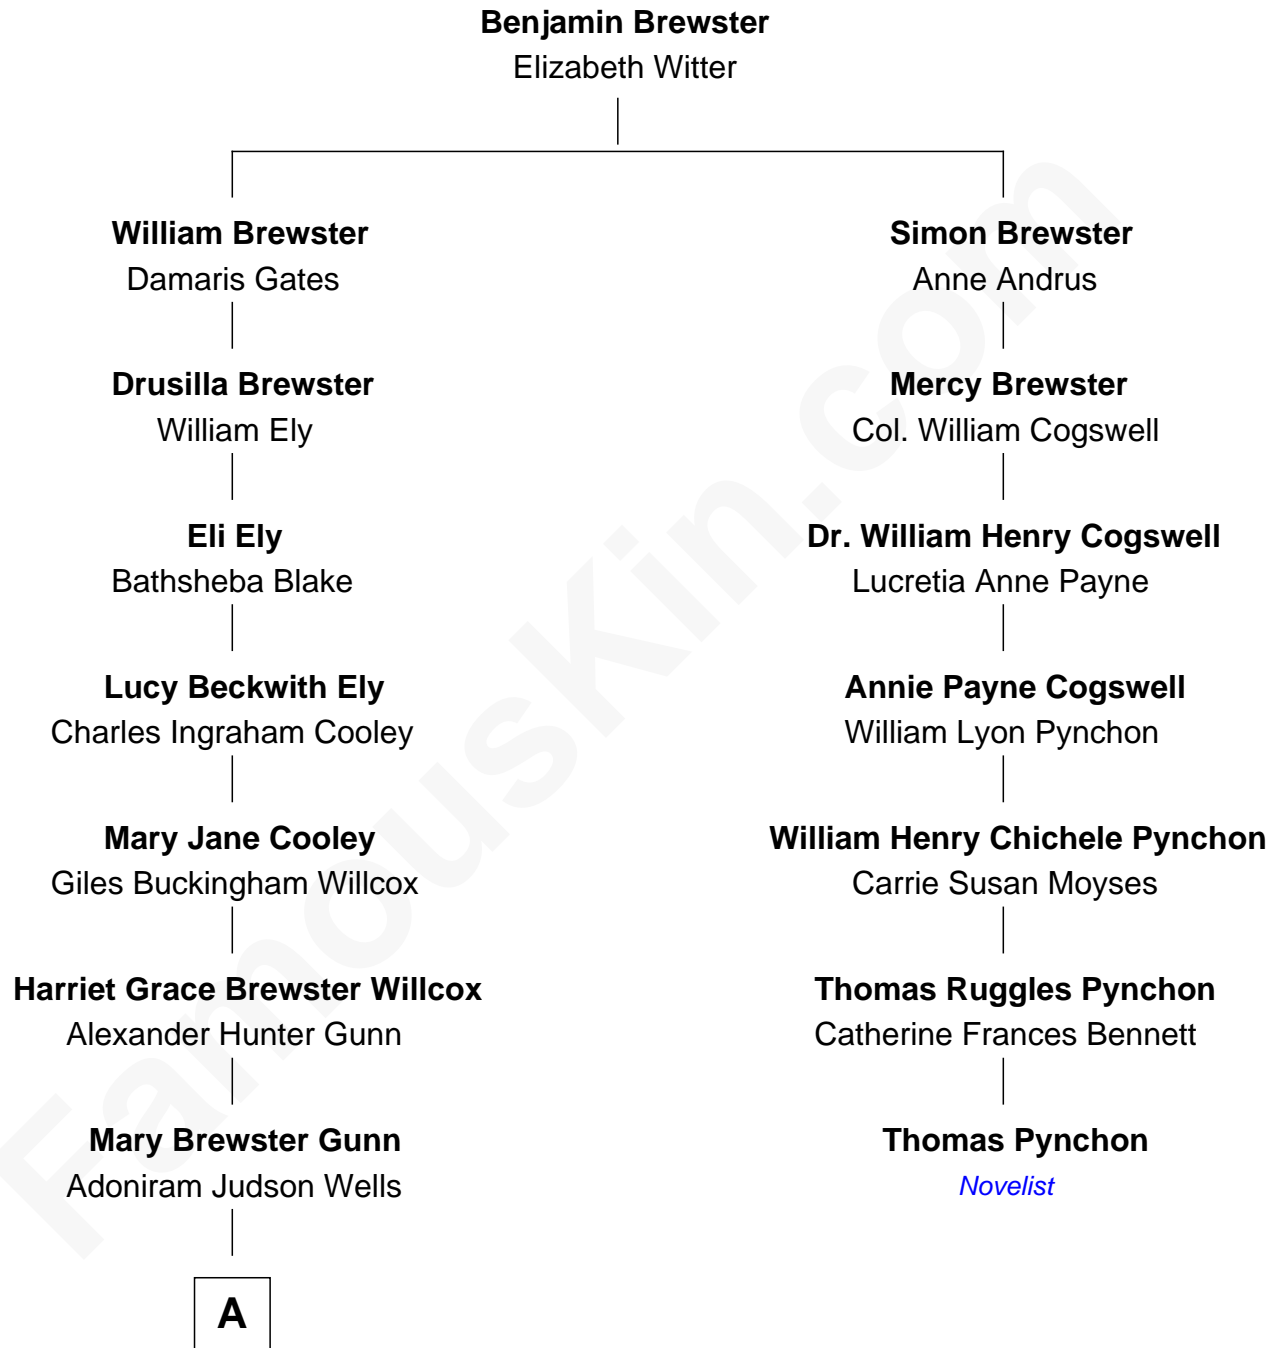 Benjamin Brewster
Elizabeth Witter
William Brewster
Damaris Gates
Simon Brewster
Anne Andrus
Drusilla Brewster
William Ely
Mercy Brewster
Col. William Cogswell
Eli Ely
Bathsheba Blake
Dr. William Henry Cogswell
Lucretia Anne Payne
Lucy Beckwith Ely
Charles Ingraham Cooley
Annie Payne Cogswell
William Lyon Pynchon
Mary Jane Cooley
Giles Buckingham Willcox
William Henry Chichele Pynchon
Carrie Susan Moyses
Harriet Grace Brewster Willcox
Alexander Hunter Gunn
Thomas Ruggles Pynchon
Catherine Frances Bennett
Mary Brewster Gunn
Adoniram Judson Wells
Thomas Pynchon
Novelist
A
FamousKin.com